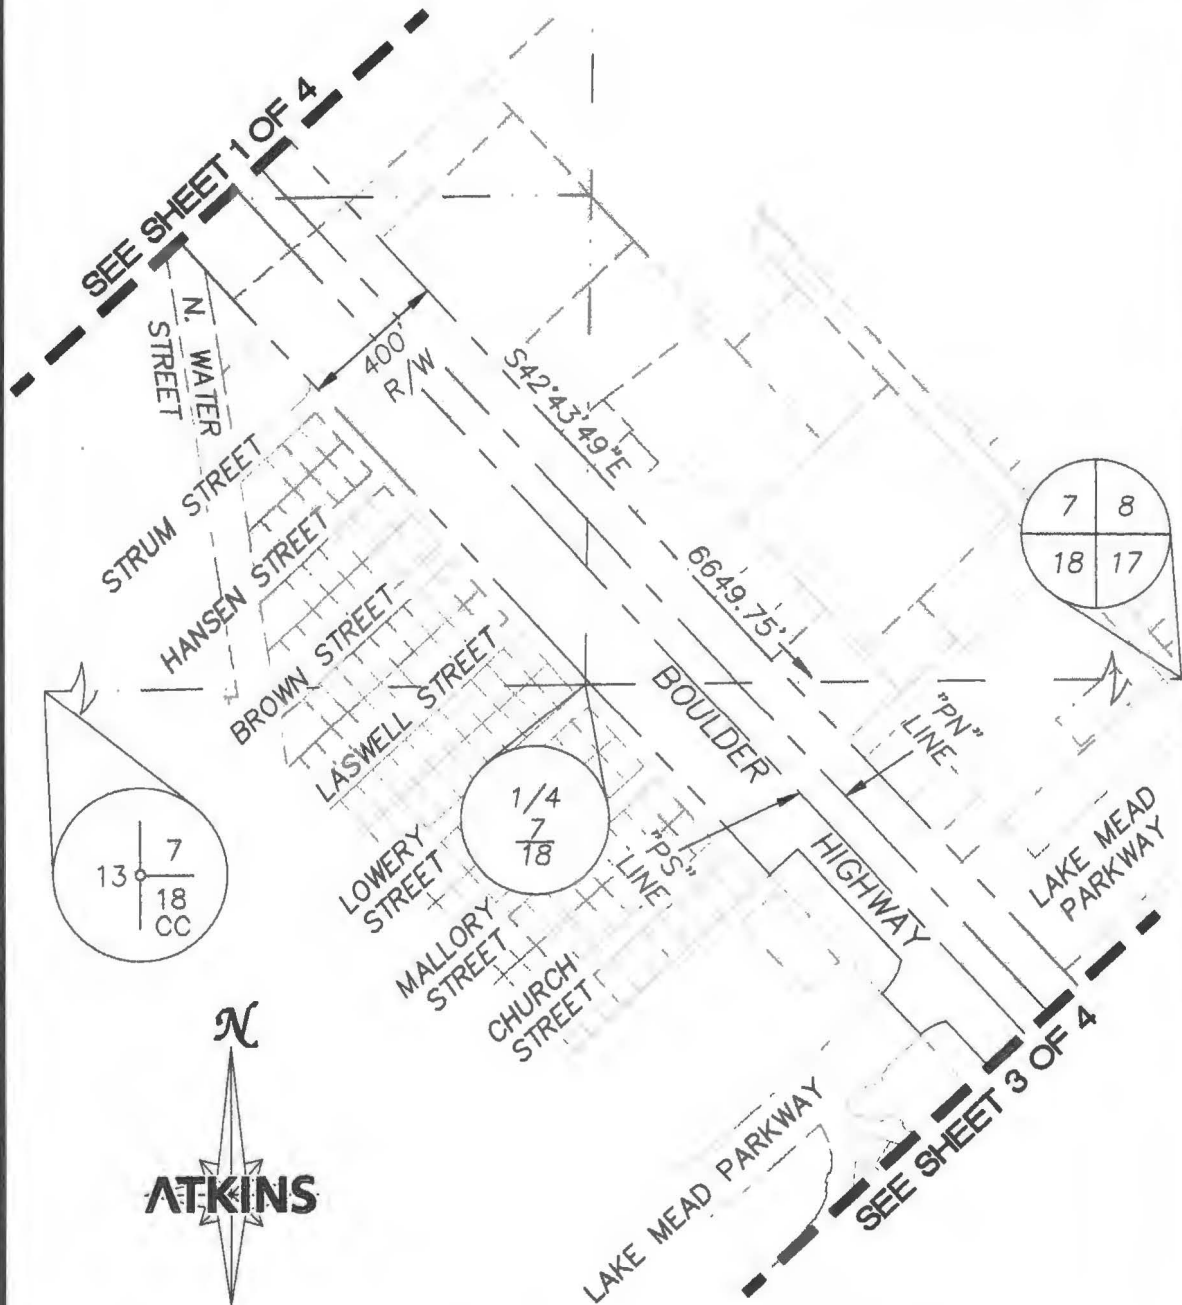 SEE SHEET 1 OF 4
N. WATER
STREET
400'
R/W
S42°43'49"E
6649.75'
STRUM STREET
HANSEN STREET
BROWN STREET
LASWELL STREET
LOWERY
STREET
MALLORY
STREET
CHURCH
STREET
7 8
18 17
BOULDER
HIGHWAY
"PN"
LINE
"PS"
LINE
1/4
7
18
13 7
18
CC
LAKE MEAD
PARKWAY
LAKE MEAD PARKWAY
SEE SHEET 3 OF 4
N
ATKINS